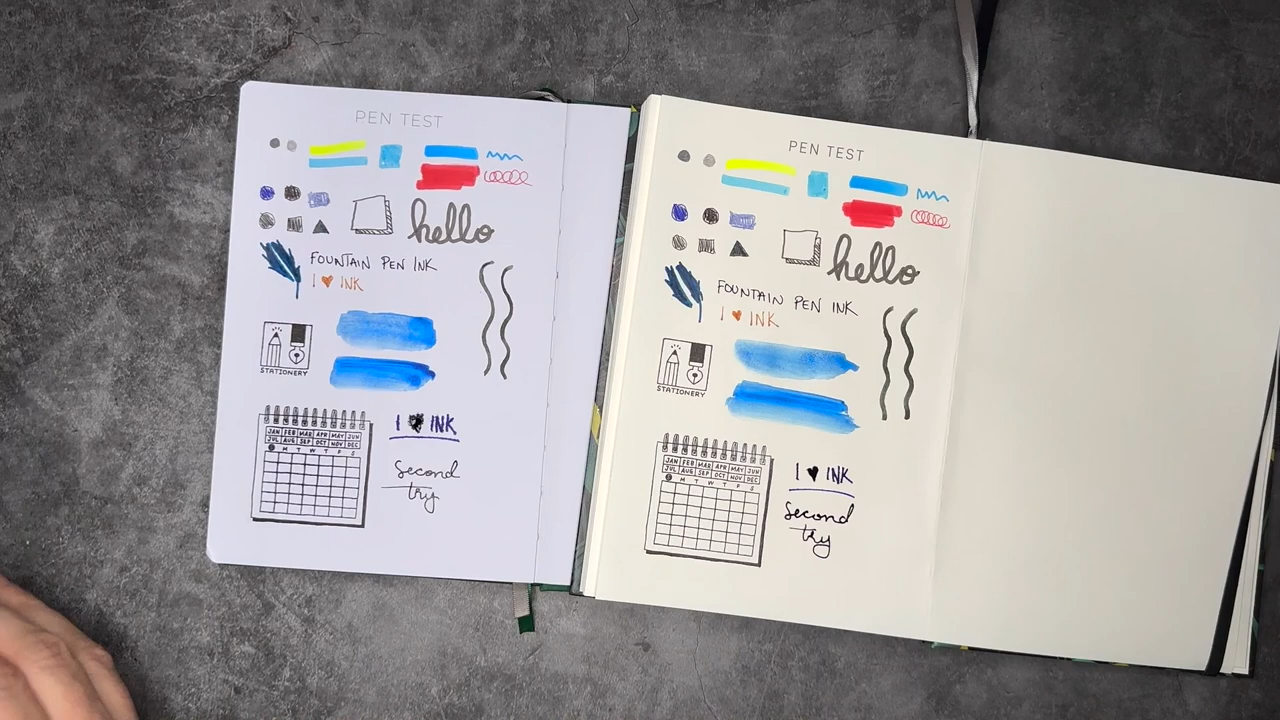 PEN TEST
hello
FOUNTAIN PEN INK
I ♥ INK
STATIONERY
JAN FEB MAR APR MAY JUN
JUL AUG SEP OCT NOV DEC
S M T W T F S
I ♥ INK
Second
try
PEN TEST
hello
FOUNTAIN PEN INK
I ♥ INK
STATIONERY
JAN FEB MAR APR MAY JUN
JUL AUG SEP OCT NOV DEC
S M T W T F S
I ♥ INK
Second
try